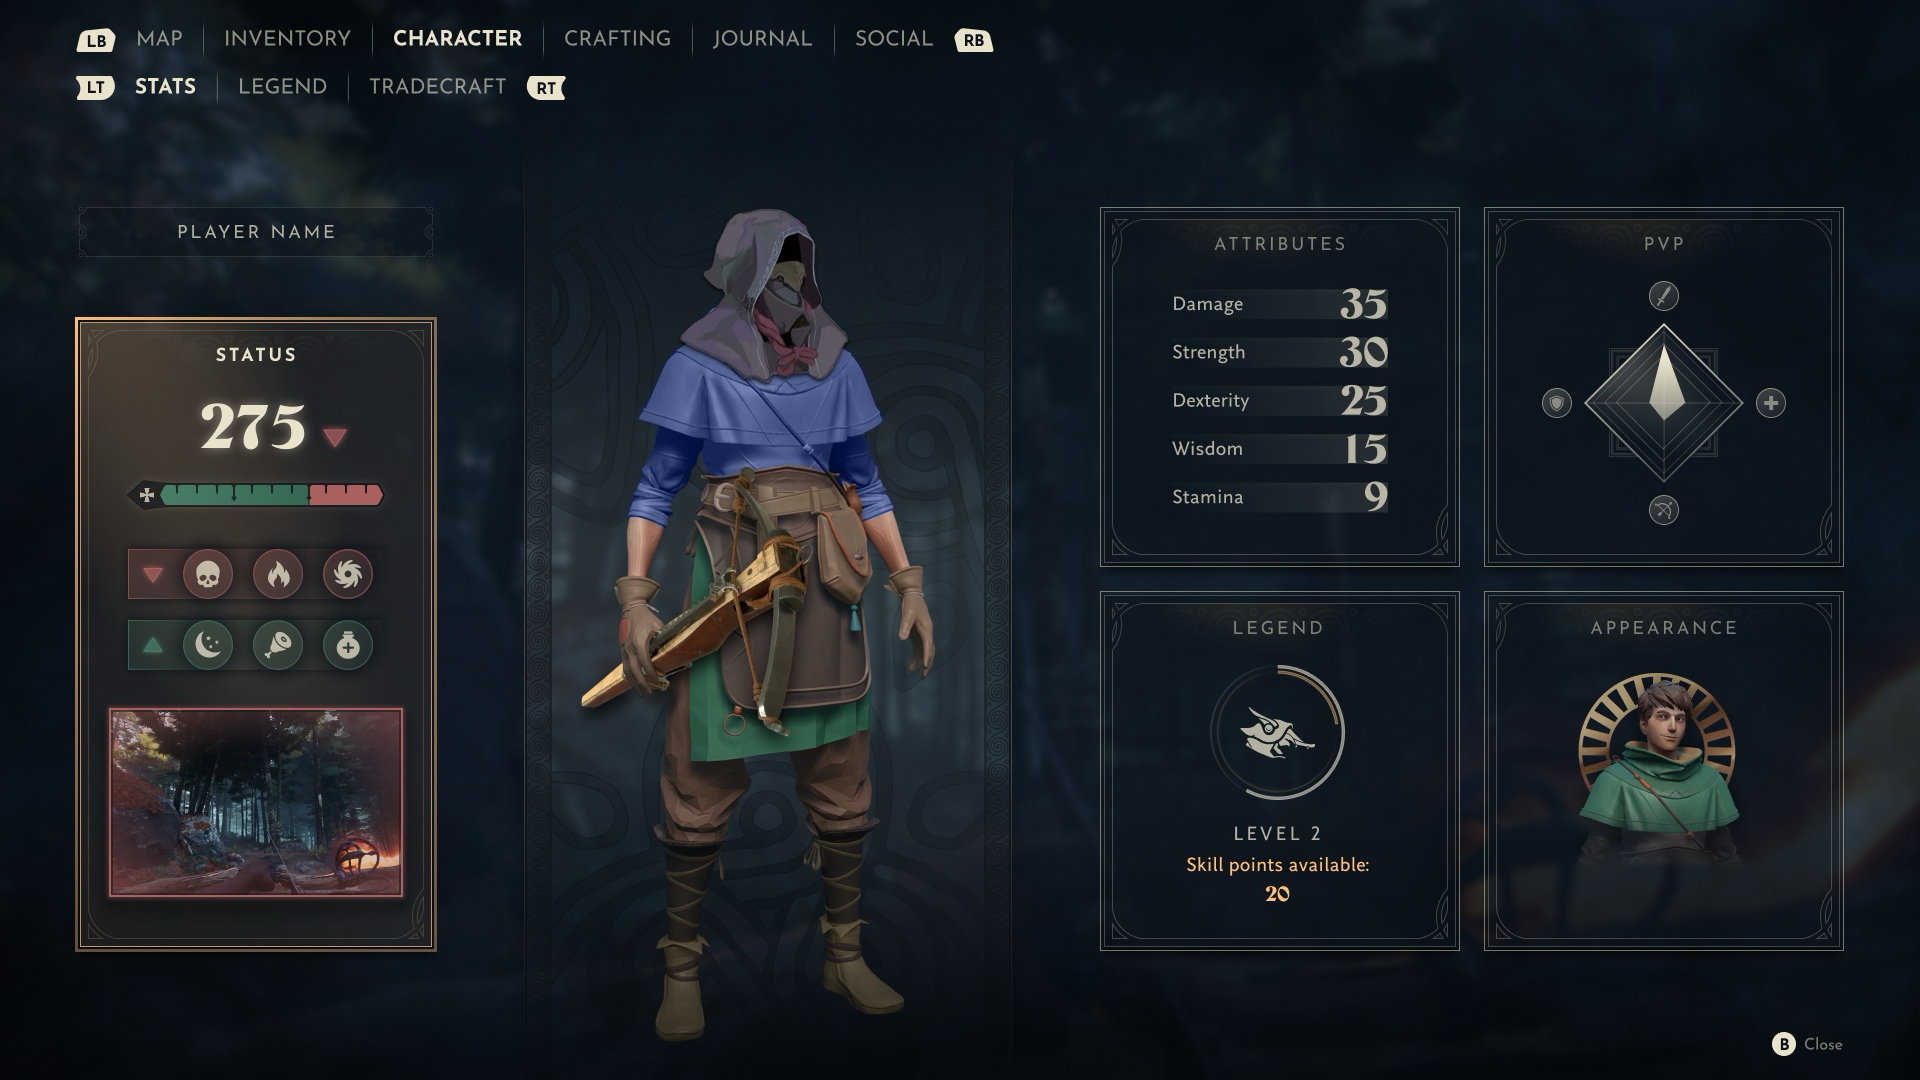 LB MAP INVENTORY CHARACTER CRAFTING JOURNAL SOCIAL RB
LT STATS LEGEND TRADECRAFT RT
PLAYER NAME
STATUS
275
ATTRIBUTES
Damage 35
Strength 30
Dexterity 25
Wisdom 15
Stamina 9
PVP
LEGEND
LEVEL 2
Skill points available:
20
APPEARANCE
B Close